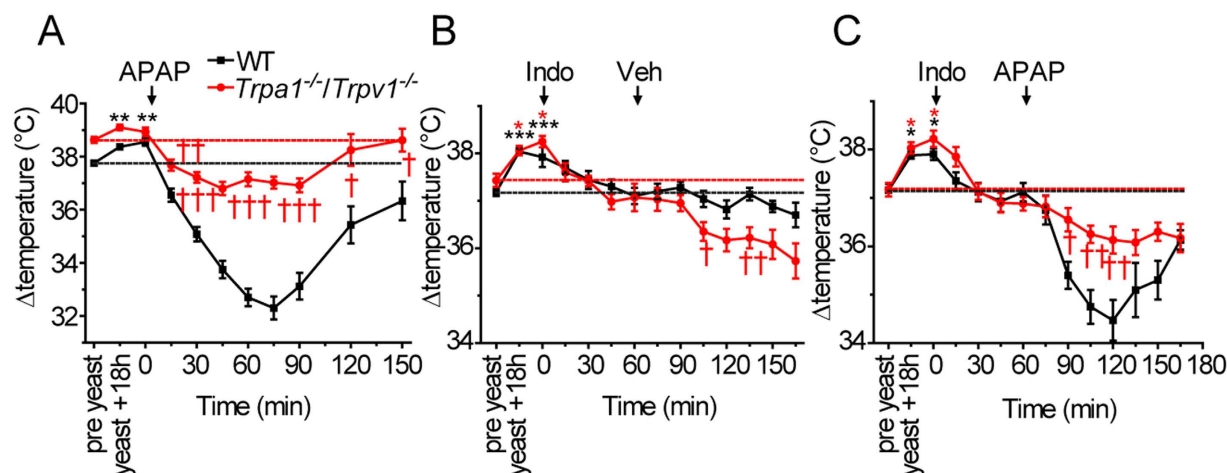 A
B
C
WT
Trpa1-/-/Trpv1-/-
APAP
Indo
Veh
Indo
APAP
** **
††
†††
†††
†††
†
†
*
***
*
***
†
††
*
*
*
*
†
††
††
Δtemperature (°C)
40
38
36
34
32
pre yeast
yeast +18h
0
30
60
90
120
150
Time (min)
Δtemperature (°C)
38
36
34
pre yeast
yeast +18h
0
30
60
90
120
150
Time (min)
Δtemperature (°C)
38
36
34
pre yeast
yeast +18h
0
30
60
90
120
150
180
Time (min)